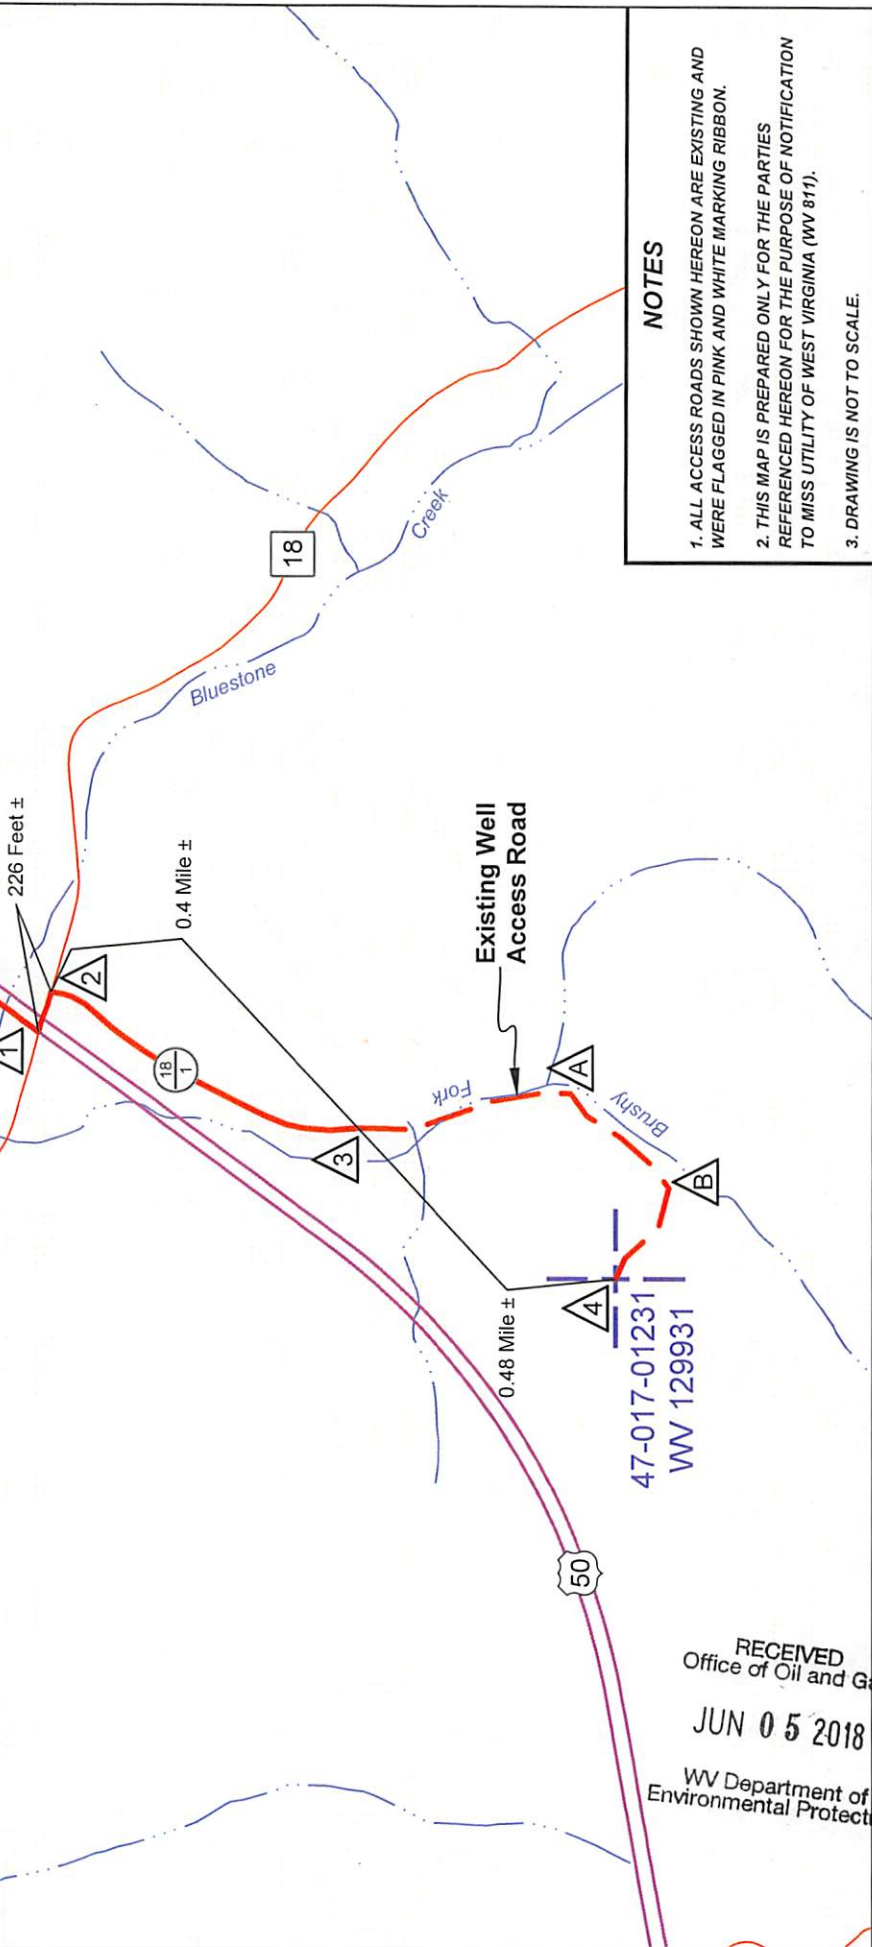 226 Feet ±
1
2
0.4 Mile ±
18
1
3
18
Bluestone
Creek
Existing Well
Access Road
Fork
Brushy
A
B
4
0.48 Mile ±
47-017-01231
WV 129931
50
NOTES
1. ALL ACCESS ROADS SHOWN HEREON ARE EXISTING AND
WERE FLAGGED IN PINK AND WHITE MARKING RIBBON.
2. THIS MAP IS PREPARED ONLY FOR THE PARTIES
REFERENCED HEREON FOR THE PURPOSE OF NOTIFICATION
TO MISS UTILITY OF WEST VIRGINIA (WV 811).
3. DRAWING IS NOT TO SCALE.
RECEIVED
Office of Oil and Ga
JUN 05 2018
WV Department of
Environmental Protecti